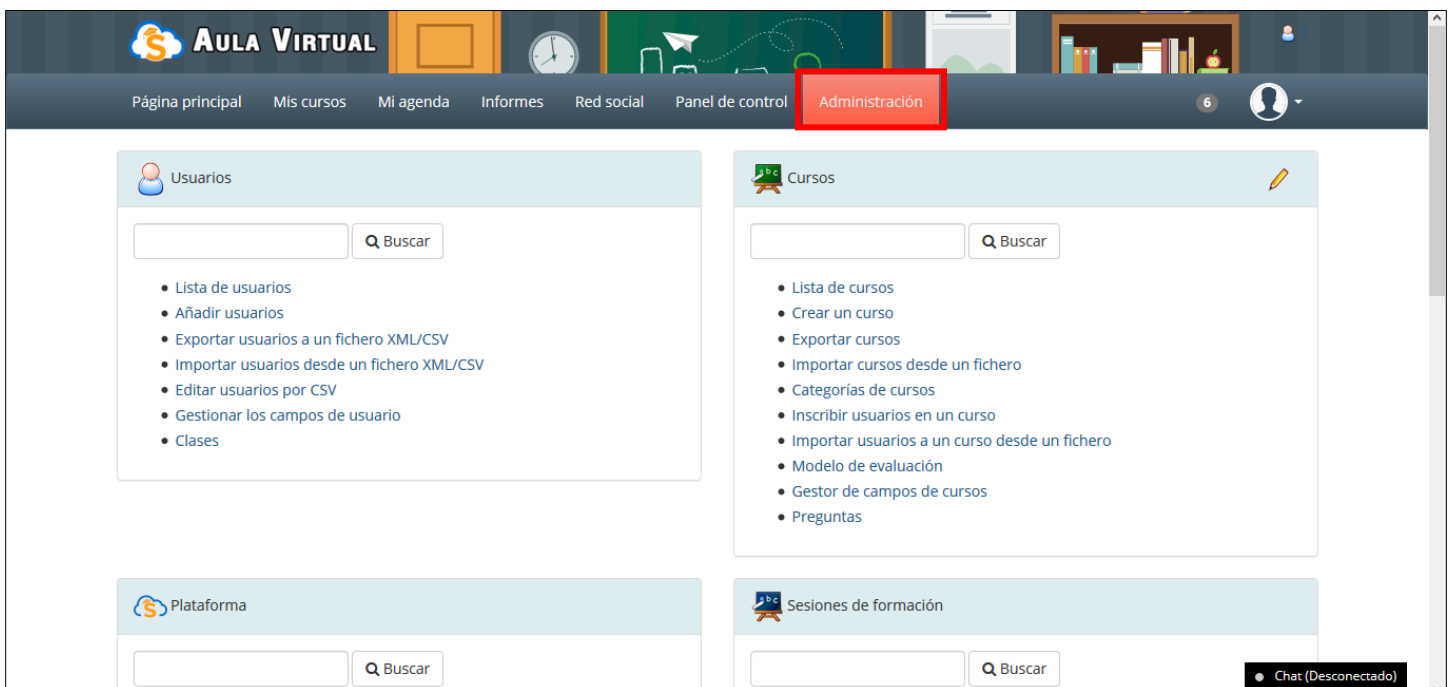 AULA VIRTUAL
Página principal Mis cursos Mi agenda Informes Red social Panel de control Administración 6
Usuarios
Buscar
Lista de usuarios
Añadir usuarios
Exportar usuarios a un fichero XML/CSV
Importar usuarios desde un fichero XML/CSV
Editar usuarios por CSV
Gestionar los campos de usuario
Clases
Cursos
Buscar
Lista de cursos
Crear un curso
Exportar cursos
Importar cursos desde un fichero
Categorías de cursos
Inscribir usuarios en un curso
Importar usuarios a un curso desde un fichero
Modelo de evaluación
Gestor de campos de cursos
Preguntas
Plataforma
Buscar
Sesiones de formación
Buscar
Chat (Desconectado)